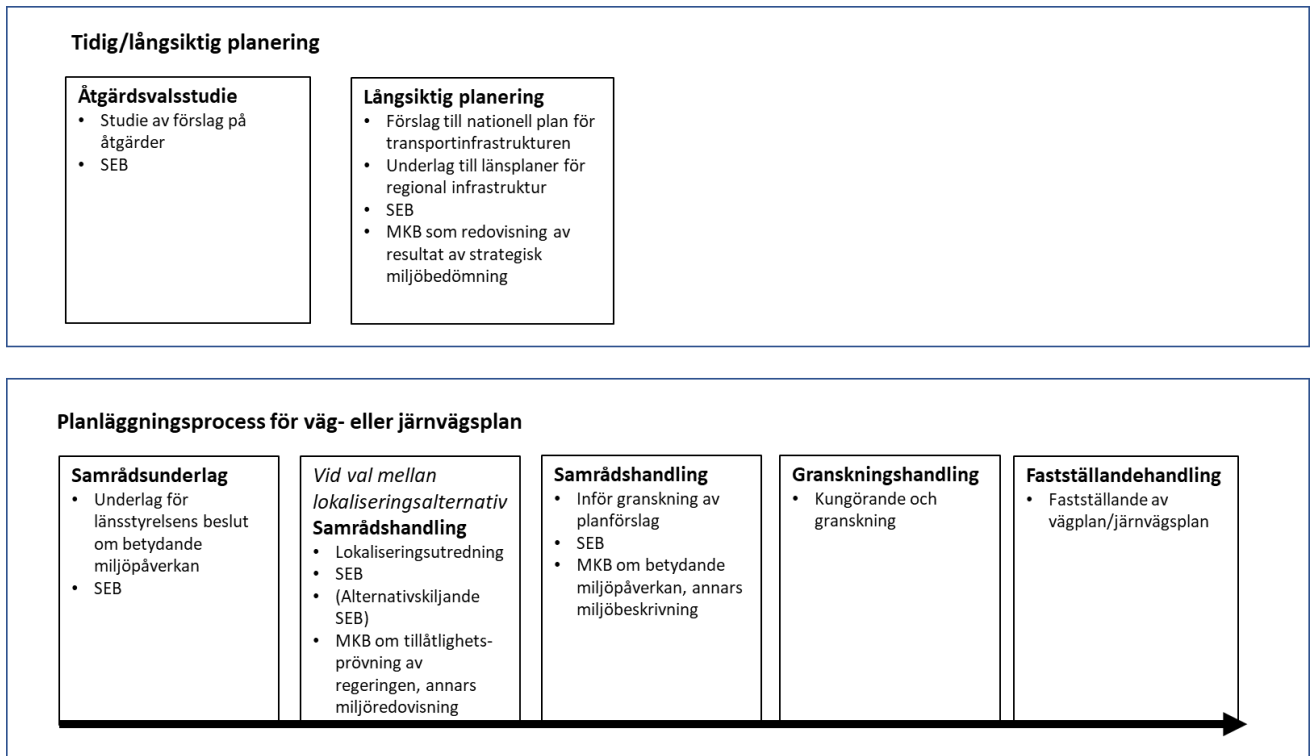 Tidig/långsiktig planering
Åtgärdsvalsstudie
• Studie av förslag på
åtgärder
• SEB
Långsiktig planering
• Förslag till nationell plan för
transportinfrastrukturen
• Underlag till länsplaner för
regional infrastruktur
• SEB
• MKB som redovisning av
resultat av strategisk
miljöbedömning
Planläggningsprocess för väg- eller järnvägsplan
Samrådsunderlag
• Underlag för
länsstyrelsens beslut
om betydande
miljöpåverkan
• SEB
Vid val mellan
lokaliseringsalternativ
Samrådshandling
• Lokaliseringsutredning
• SEB
• (Alternativskiljande
SEB)
• MKB om tillåtlighets-
prövning av
regeringen, annars
miljöredovisning
Samrådshandling
• Inför granskning av
planförslag
• SEB
• MKB om betydande
miljöpåverkan, annars
miljöbeskrivning
Granskningshandling
• Kungörande och
granskning
Fastställandehandling
• Fastställande av
vägplan/järnvägsplan